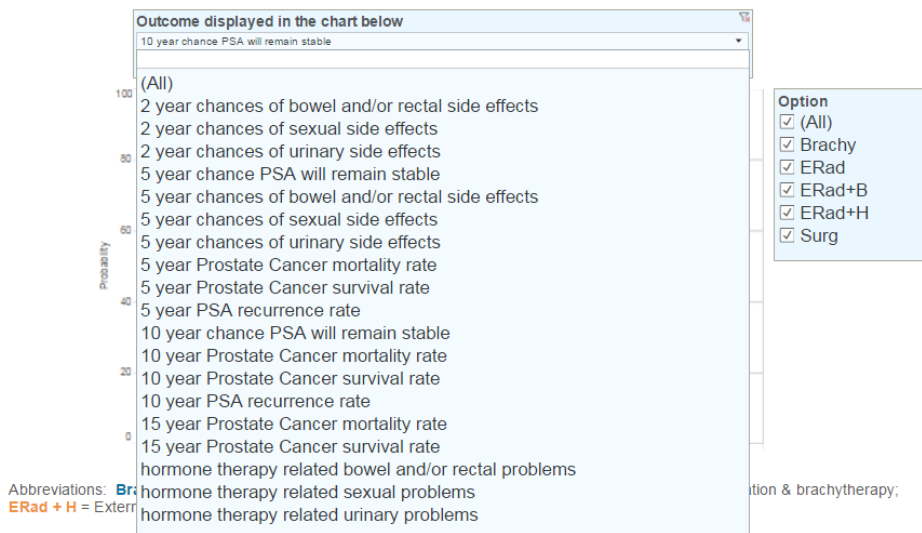 Outcome displayed in the chart below
10 year chance PSA will remain stable
(All)
2 year chances of bowel and/or rectal side effects
2 year chances of sexual side effects
2 year chances of urinary side effects
5 year chance PSA will remain stable
5 year chances of bowel and/or rectal side effects
5 year chances of sexual side effects
5 year chances of urinary side effects
5 year Prostate Cancer mortality rate
5 year Prostate Cancer survival rate
5 year PSA recurrence rate
10 year chance PSA will remain stable
10 year Prostate Cancer mortality rate
10 year Prostate Cancer survival rate
10 year PSA recurrence rate
15 year Prostate Cancer mortality rate
15 year Prostate Cancer survival rate
hormone therapy related bowel and/or rectal problems
hormone therapy related sexual problems
hormone therapy related urinary problems
100
80
60
40
20
0
Probability
Option
(All)
Brachy
ERad
ERad+B
ERad+H
Surg
Abbreviations: & brachytherapy;
ERad + H =